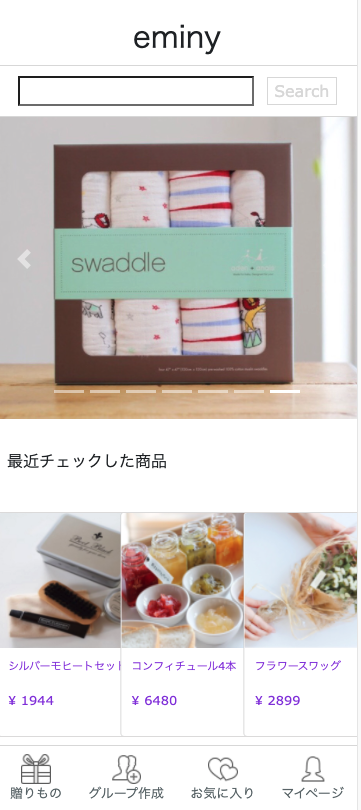 eminy
Search
swaddle
最近チェックした商品
シルバーモヒートセット
コンフィチュール4本
フラワースワッグ
¥ 1944
¥ 6480
¥ 2899
贈りもの
グループ作成
お気に入り
マイページ